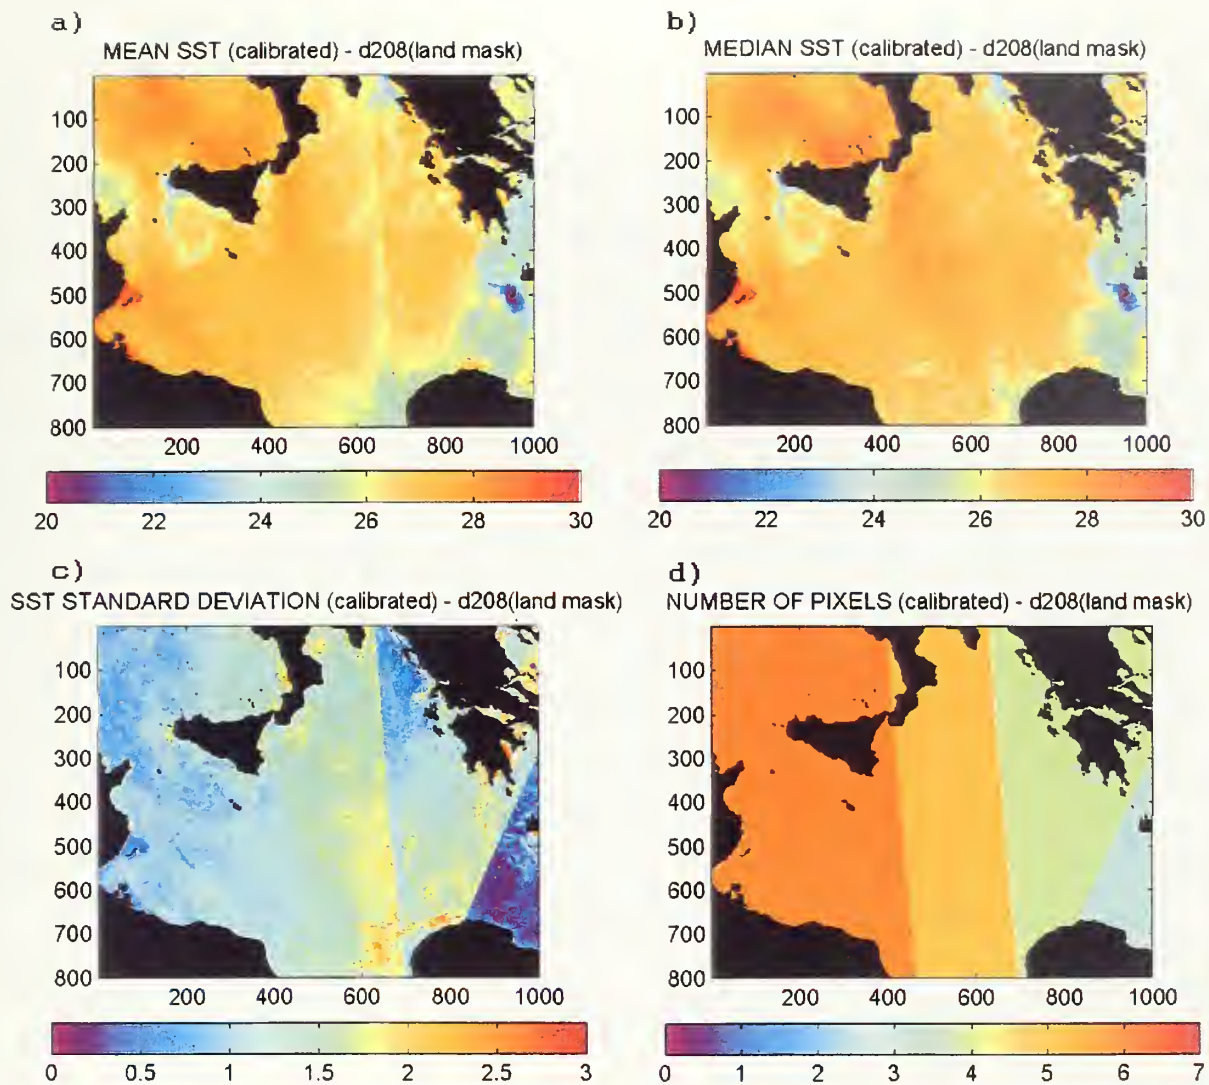 a)
MEAN SST (calibrated) - d208(land mask)
100
200
300
400
500
600
700
800
200 400 600 800 1000
20 22 24 26 28 30
b)
MEDIAN SST (calibrated) - d208(land mask)
100
200
300
400
500
600
700
800
200 400 600 800 1000
20 22 24 26 28 30
c)
SST STANDARD DEVIATION (calibrated) - d208(land mask)
100
200
300
400
500
600
700
800
200 400 600 800 1000
0 0.5 1 1.5 2 2.5 3
d)
NUMBER OF PIXELS (calibrated) - d208(land mask)
100
200
300
400
500
600
700
800
200 400 600 800 1000
0 1 2 3 4 5 6 7